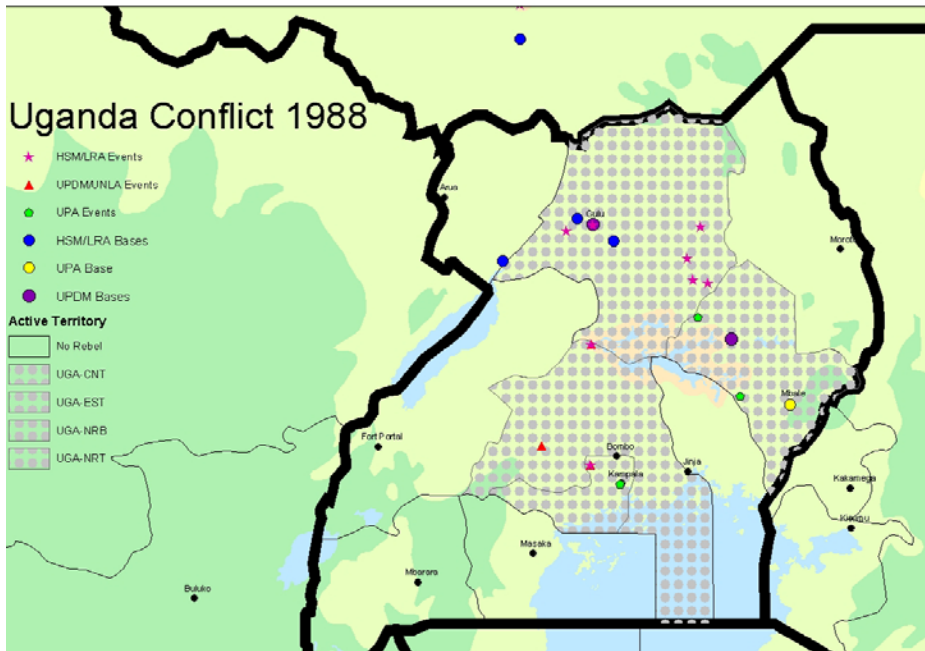 Uganda Conflict 1988
HSM/LRA Events
UPDM/UNLA Events
UPA Events
HSM/LRA Bases
UPA Base
UPDM Bases
Active Territory
No Rebel
UGA-CNT
UGA-EST
UGA-NRB
UGA-NRT
Arua
Gulu
Moroto
Mbale
Fort Portal
Bombo
Jinja
Kampala
Kakamega
Kisumu
Masaka
Mbarara
Buluko